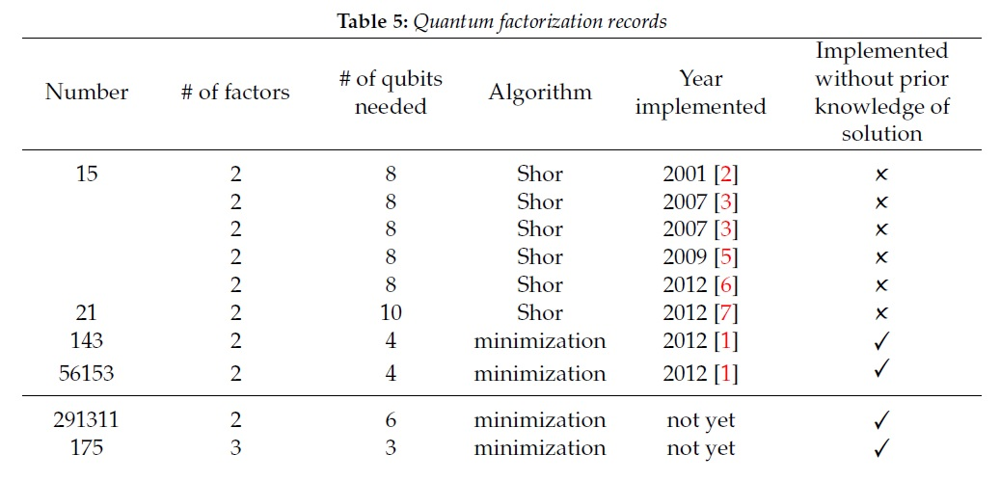 Table 5: Quantum factorization records
Number # of factors # of qubits needed Algorithm Year implemented Implemented without prior knowledge of solution
15 2 8 Shor 2001 [2] ✗
2 8 Shor 2007 [3] ✗
2 8 Shor 2007 [3] ✗
2 8 Shor 2009 [5] ✗
2 8 Shor 2012 [6] ✗
21 2 10 Shor 2012 [7] ✗
143 2 4 minimization 2012 [1] ✓
56153 2 4 minimization 2012 [1] ✓
291311 2 6 minimization not yet ✓
175 3 3 minimization not yet ✓